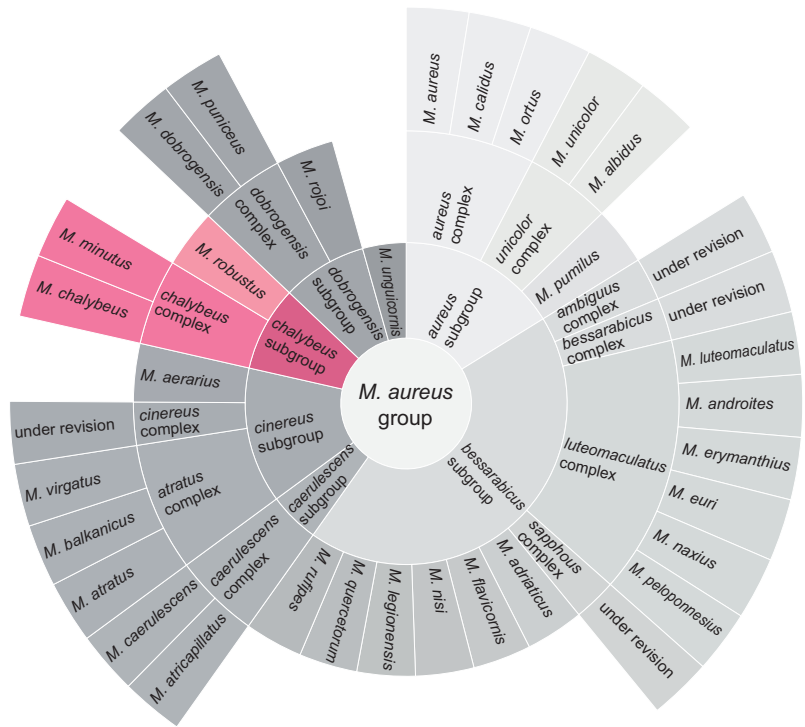 M. aureus
group
aureus
subgroup
aureus
complex
M. aureus
M. calidus
M. ortus
unicolor
complex
M. unicolor
M. albidus
M. pumilus
bessarabicus
subgroup
ambiguus
complex
under revision
bessarabicus
complex
under revision
luteomaculatus
complex
M. luteomaculatus
M. androites
M. erymanthius
M. euri
M. naxius
M. peloponnesius
sapphous
complex
under revision
M. adriaticus
M. flavicornis
M. nisi
M. legionensis
M. quercetorum
M. rufipes
caerulescens
subgroup
caerulescens
complex
M. atricapillatus
M. caerulescens
cinereus
subgroup
atratus
complex
M. atratus
M. balkanicus
M. virgatus
cinereus
complex
under revision
M. aerarius
chalybeus
subgroup
chalybeus
complex
M. chalybeus
M. minutus
M. robustus
dobrogensis
subgroup
dobrogensis
complex
M. dobrogensis
M. puniceus
M. rojoi
M. unguicornis